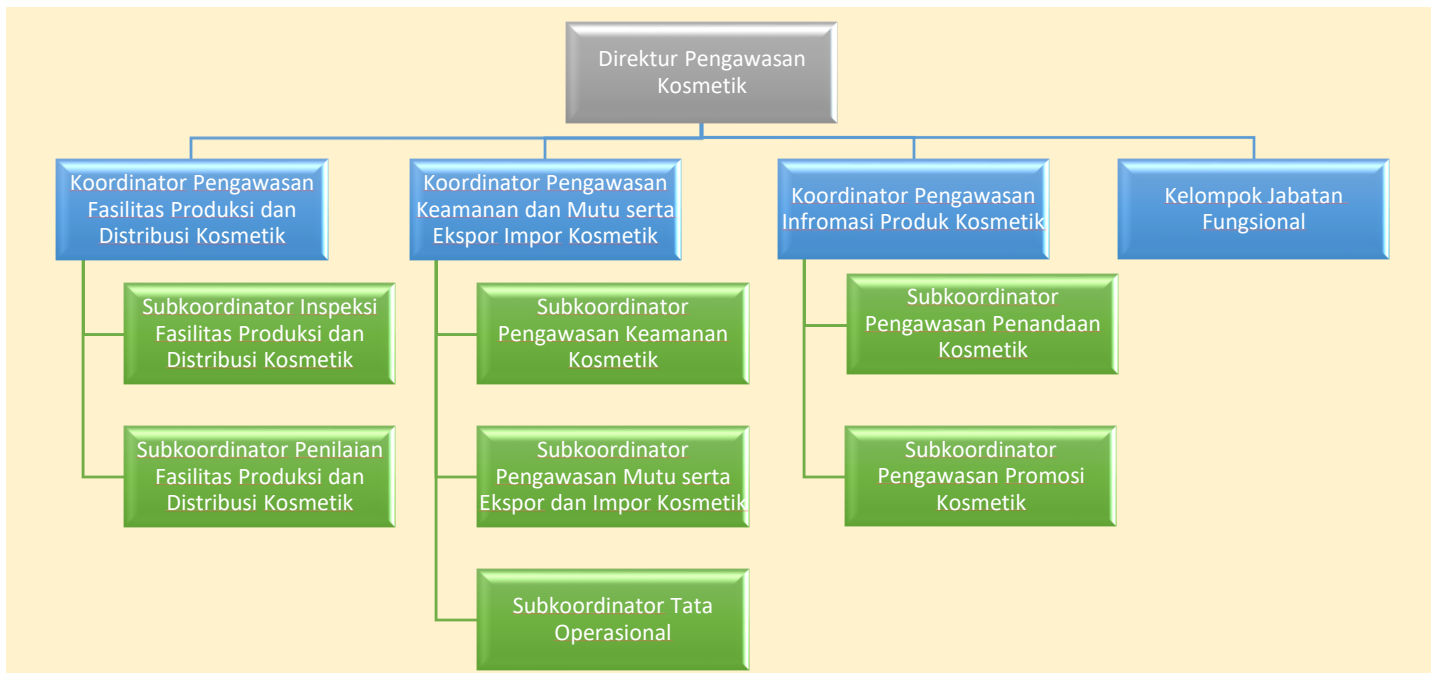 Direktur Pengawasan
Kosmetik
Koordinator Pengawasan
Fasilitas Produksi dan
Distribusi Kosmetik
Koordinator Pengawasan
Keamanan dan Mutu serta
Ekspor Impor Kosmetik
Koordinator Pengawasan
Infromasi Produk Kosmetik
Kelompok Jabatan
Fungsional
Subkoordinator Inspeksi
Fasilitas Produksi dan
Distribusi Kosmetik
Subkoordinator Penilaian
Fasilitas Produksi dan
Distribusi Kosmetik
Subkoordinator
Pengawasan Keamanan
Kosmetik
Subkoordinator
Pengawasan Mutu serta
Ekspor dan Impor Kosmetik
Subkoordinator Tata
Operasional
Subkoordinator
Pengawasan Penandaan
Kosmetik
Subkoordinator
Pengawasan Promosi
Kosmetik